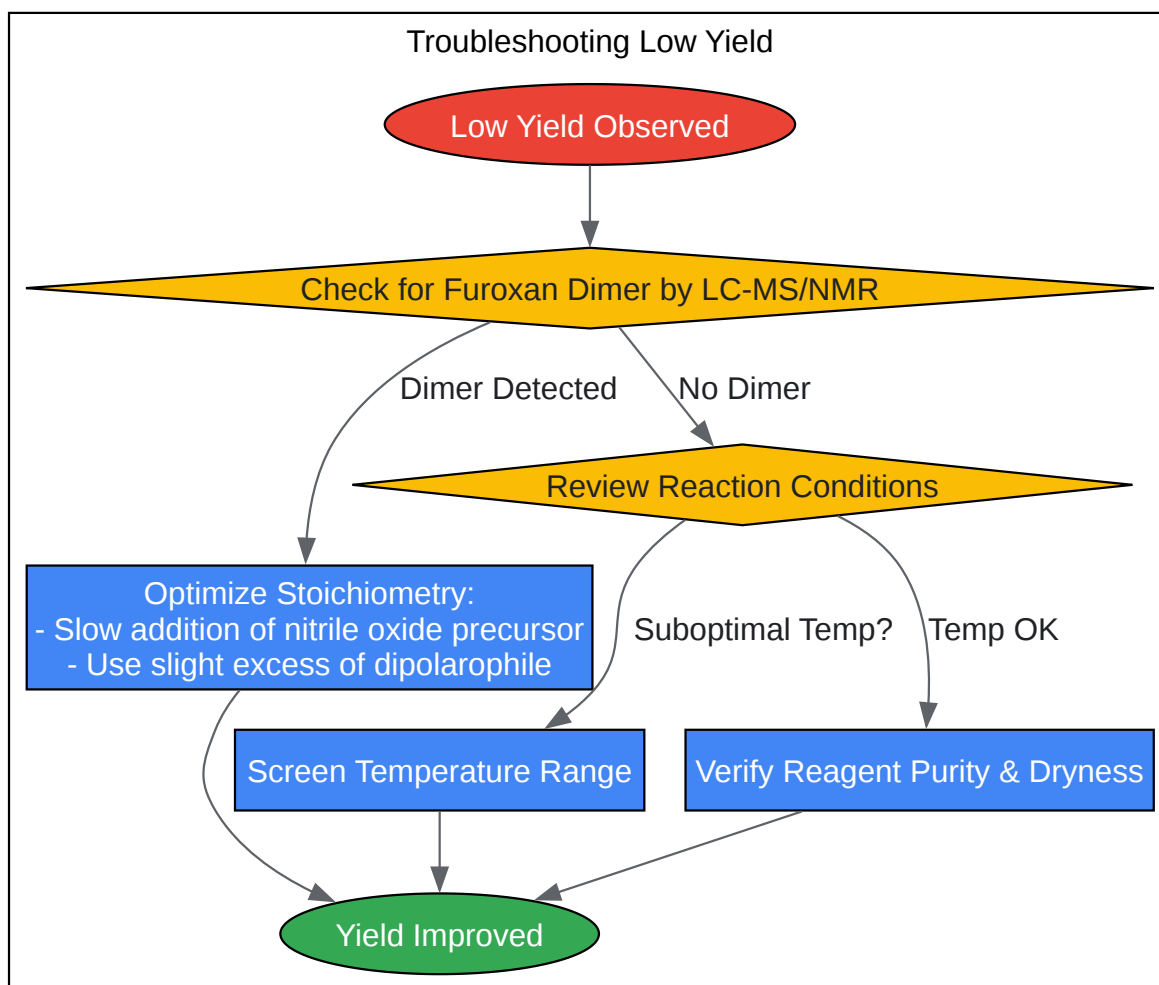 Troubleshooting Low Yield
Low Yield Observed
Check for Furoxan Dimer by LC-MS/NMR
Dimer Detected
No Dimer
Review Reaction Conditions
Optimize Stoichiometry:
- Slow addition of nitrile oxide precursor
- Use slight excess of dipolarophile
Suboptimal Temp?
Temp OK
Screen Temperature Range
Verify Reagent Purity & Dryness
Yield Improved